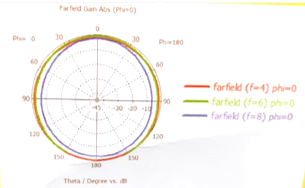 Farfield Gain Abs (Phi=0)
Phi= 0
0
Phi=180
30
30
60
60
90
90
-45
-30
-20
-10
120
120
150
150
180
farfield (f=4) phi=0
farfield (f=6) phi=0
farfield (f=8) phi=0
Theta / Degree vs. dB